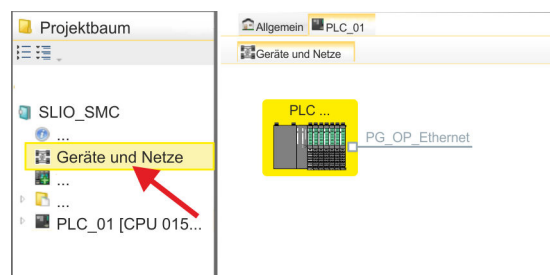 Projektbaum
SLIO_SMC
...
Geräte und Netze
...
...
PLC_01 [CPU 015...
Allgemein PLC_01
Geräte und Netze
PLC ...
PG_OP_Ethernet